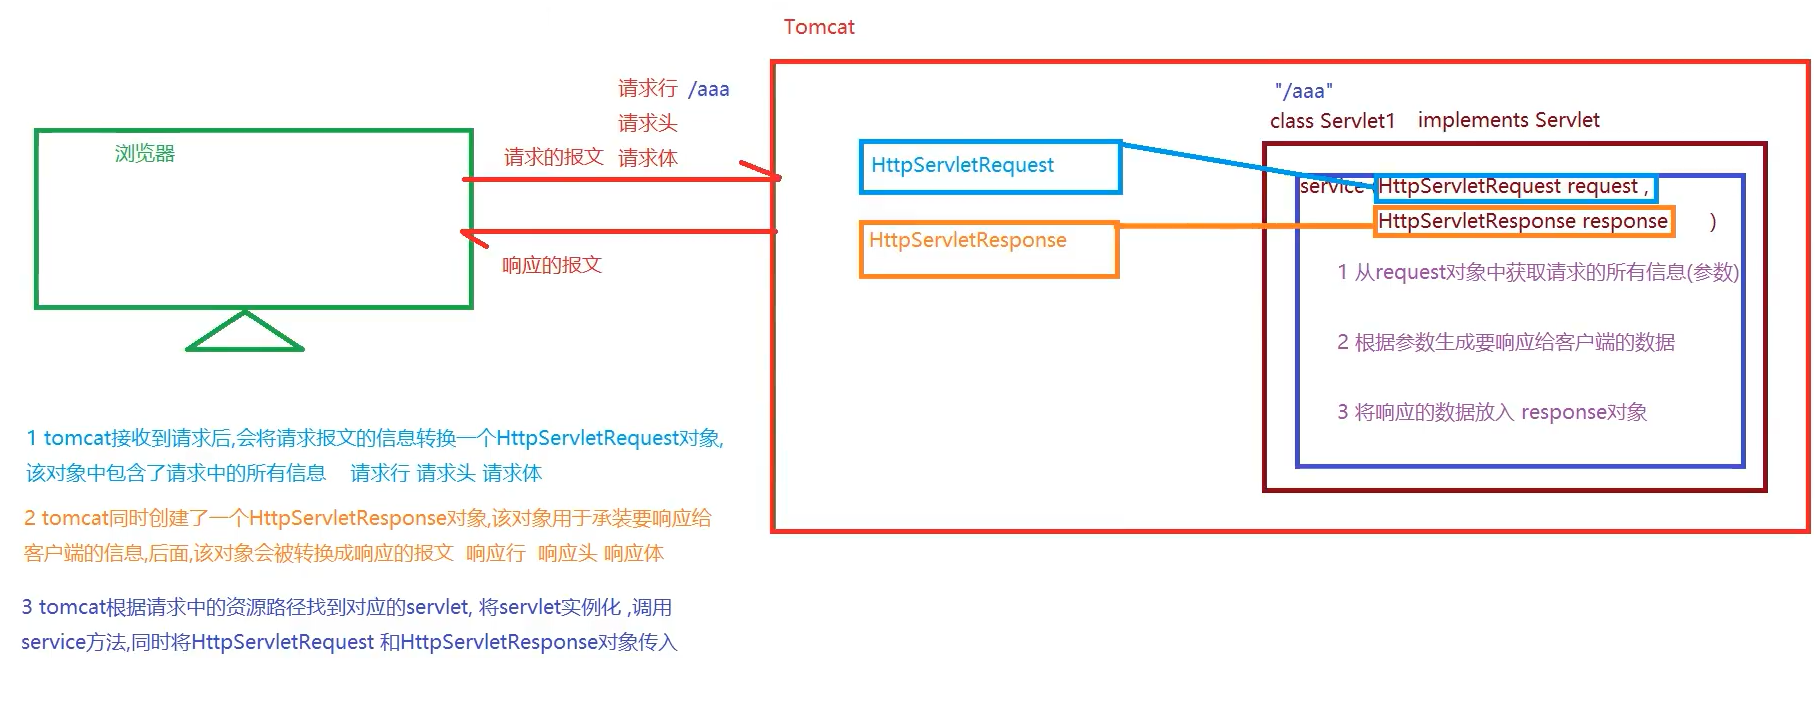 Tomcat
请求行 /aaa
请求头
请求的报文 请求体
浏览器
响应的报文
HttpServletRequest
HttpServletResponse
"/aaa"
class Servlet1 implements Servlet
service HttpServletRequest request ,
HttpServletResponse response )
1 从request对象中获取请求的所有信息(参数)
2 根据参数生成要响应给客户端的数据
3 将响应的数据放入 response对象
1 tomcat接收到请求后,会将请求报文的信息转换一个HttpServletRequest对象,
该对象中包含了请求中的所有信息 请求行 请求头 请求体
2 tomcat同时创建了一个HttpServletResponse对象,该对象用于承装要响应给
客户端的信息,后面,该对象会被转换成响应的报文 响应行 响应头 响应体
3 tomcat根据请求中的资源路径找到对应的servlet, 将servlet实例化 ,调用
service方法,同时将HttpServletRequest 和HttpServletResponse对象传入